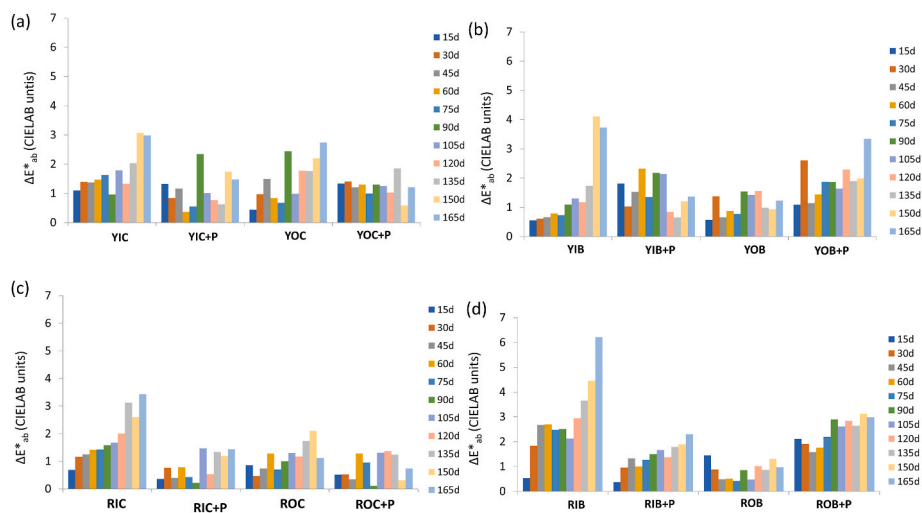 (a)
ΔE*ab (CIELAB untis)
7
6
5
4
3
2
1
0
YIC
YIC+P
YOC
YOC+P
15d
30d
45d
60d
75d
90d
105d
120d
135d
150d
165d
(b)
ΔE*ab (CIELAB units)
7
6
5
4
3
2
1
0
YIB
YIB+P
YOB
YOB+P
15d
30d
45d
60d
75d
90d
105d
120d
135d
150d
165d
(c)
ΔE*ab (CIELAB units)
7
6
5
4
3
2
1
0
RIC
RIC+P
ROC
ROC+P
15d
30d
45d
60d
75d
90d
105d
120d
135d
150d
165d
(d)
ΔE*ab (CIELAB units)
7
6
5
4
3
2
1
0
RIB
RIB+P
ROB
ROB+P
15d
30d
45d
60d
75d
90d
105d
120d
135d
150d
165d